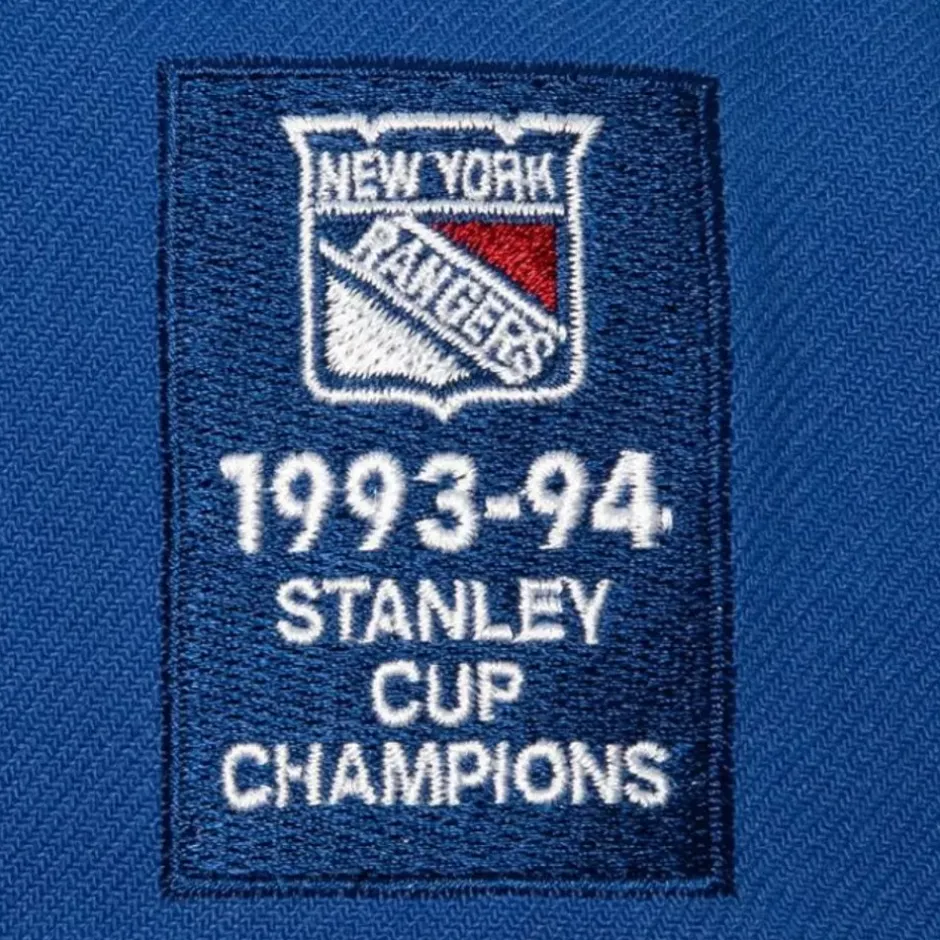 NEW YORK
RANGERS
1993-94
STANLEY
CUP
CHAMPIONS